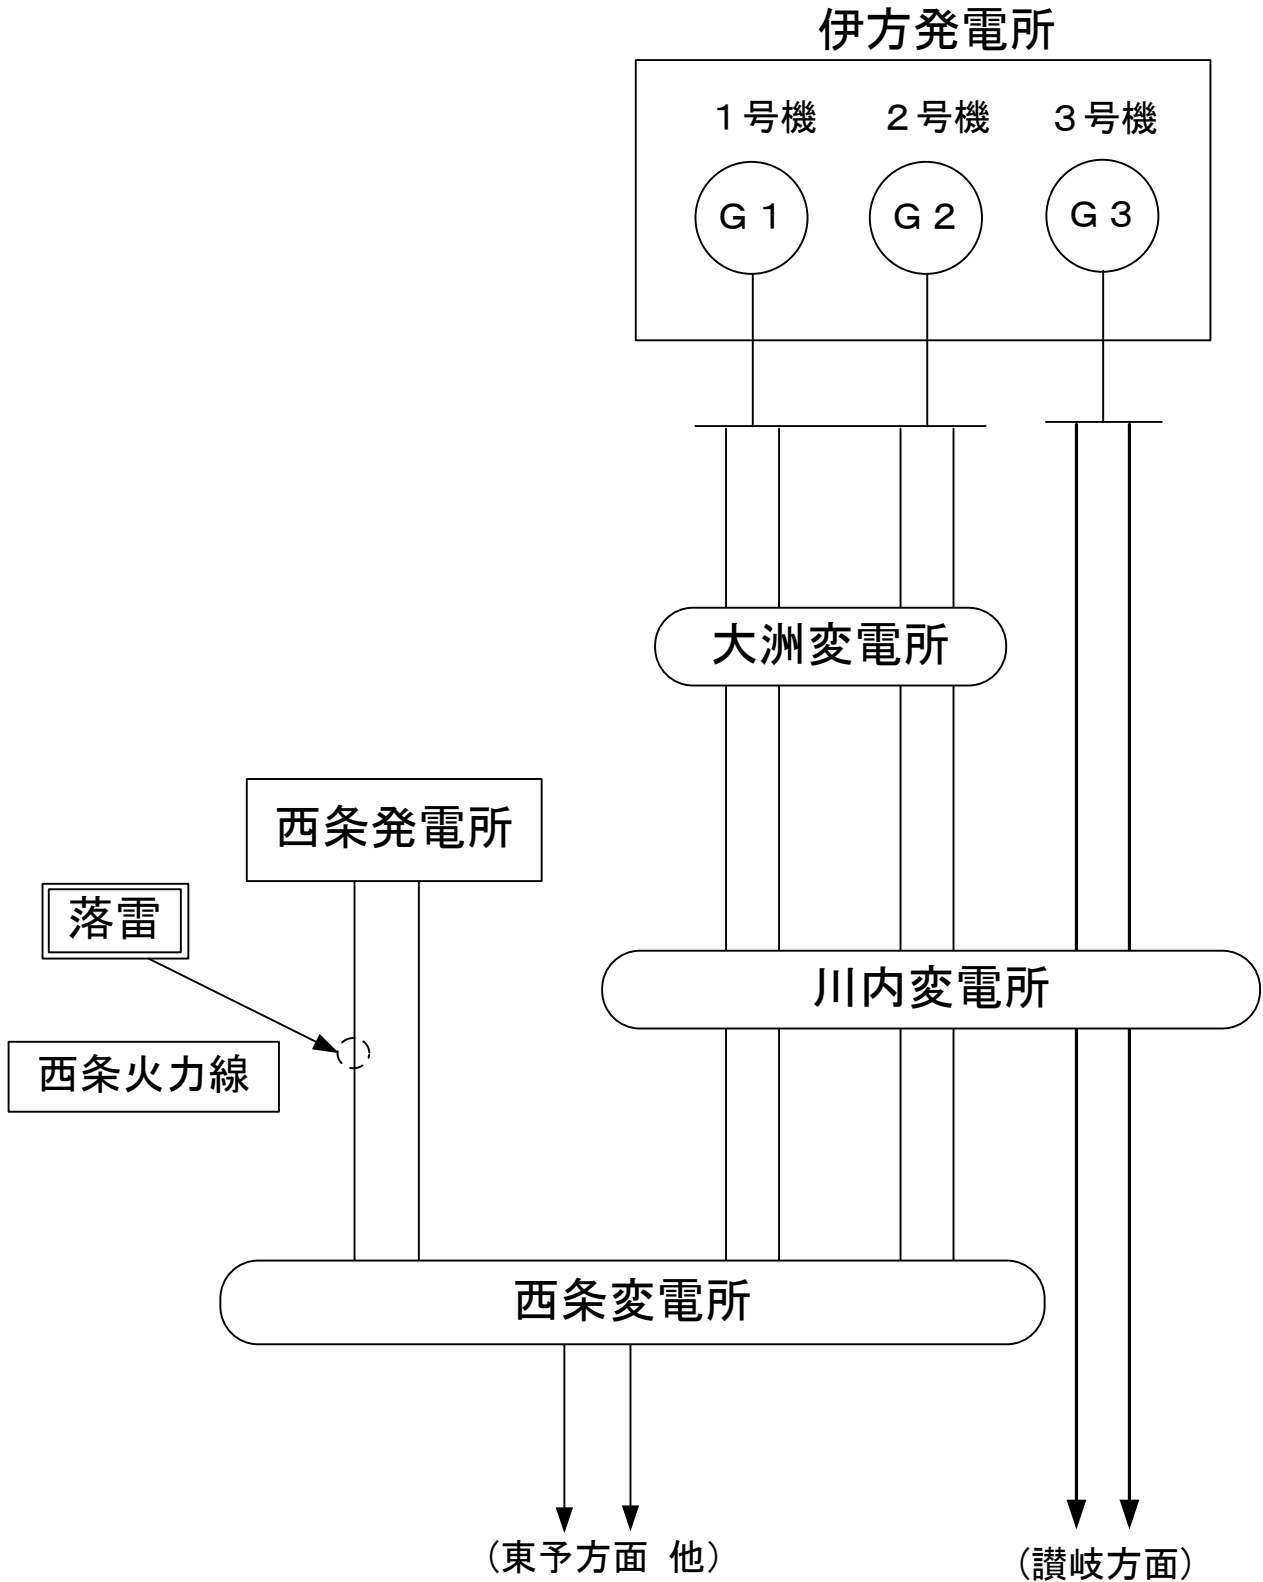 伊方発電所
１号機 ２号機 ３号機
Ｇ１ Ｇ２ Ｇ３
大洲変電所
西条発電所
落雷
川内変電所
西条火力線
西条変電所
（東予方面 他）
（讃岐方面）